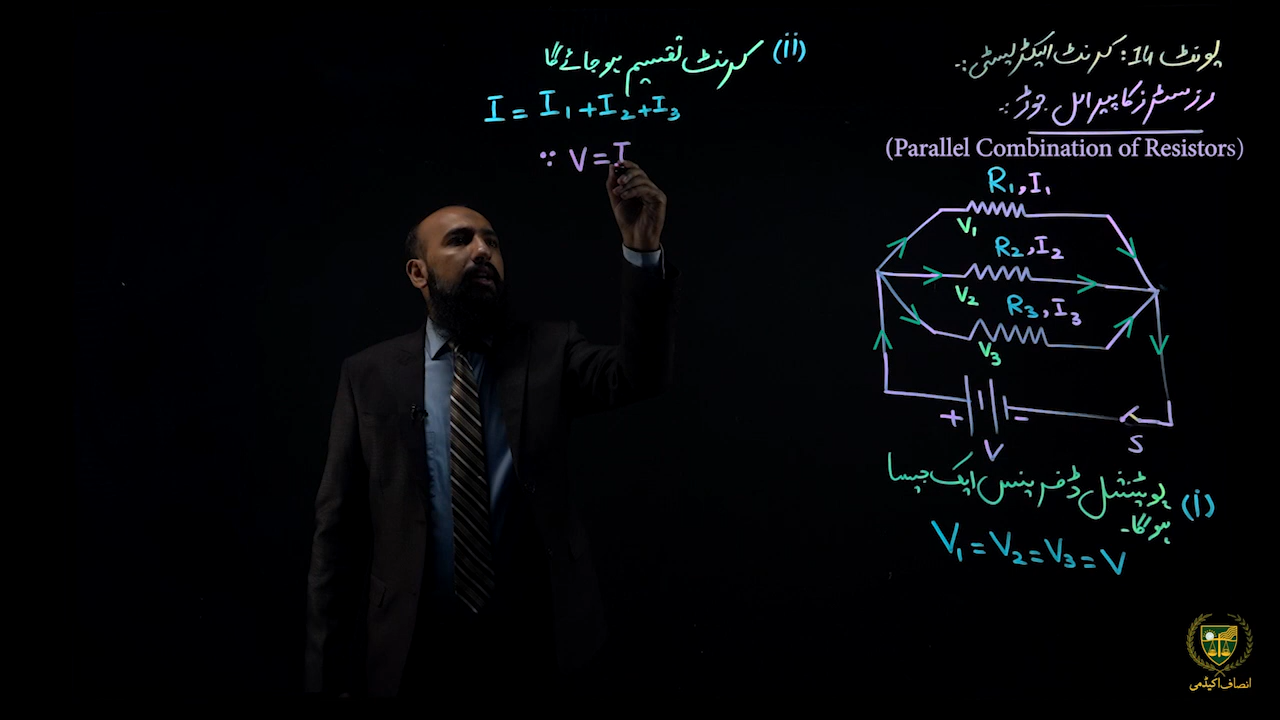 یونٹ 14: کرنٹ الیکٹریسٹی :۔
رزسٹرز کا پیرالل جوڑ :۔
(Parallel Combination of Resistors)
R₁, I₁
V₁
R₂, I₂
V₂
R₃, I₃
V₃
+ −
V
S
(i) پوٹینشل ڈفرینس ایک جیسا
ہوگا۔
V₁ = V₂ = V₃ = V
(ii) کرنٹ تقسیم ہو جائے گا
I = I₁ + I₂ + I₃
∵ V = I
انصاف اکیڈمی